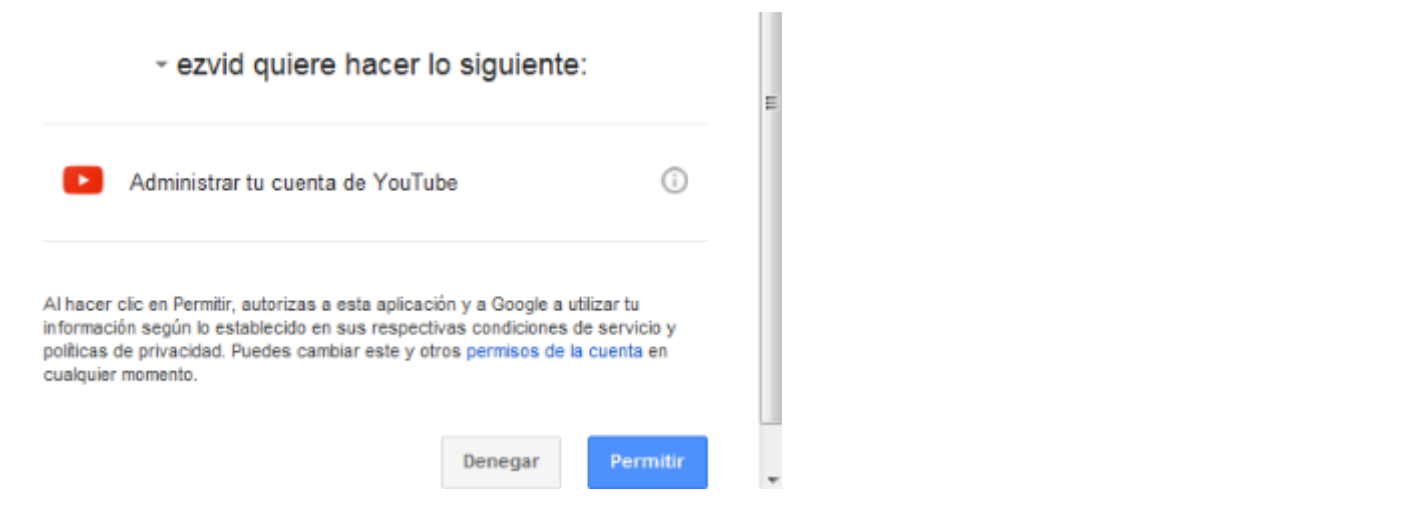 ezvid quiere hacer lo siguiente:
Administrar tu cuenta de YouTube
Al hacer clic en Permitir, autorizas a esta aplicación y a Google a utilizar tu
información según lo establecido en sus respectivas condiciones de servicio y
políticas de privacidad. Puedes cambiar este y otros permisos de la cuenta en
cualquier momento.
Denegar Permitir